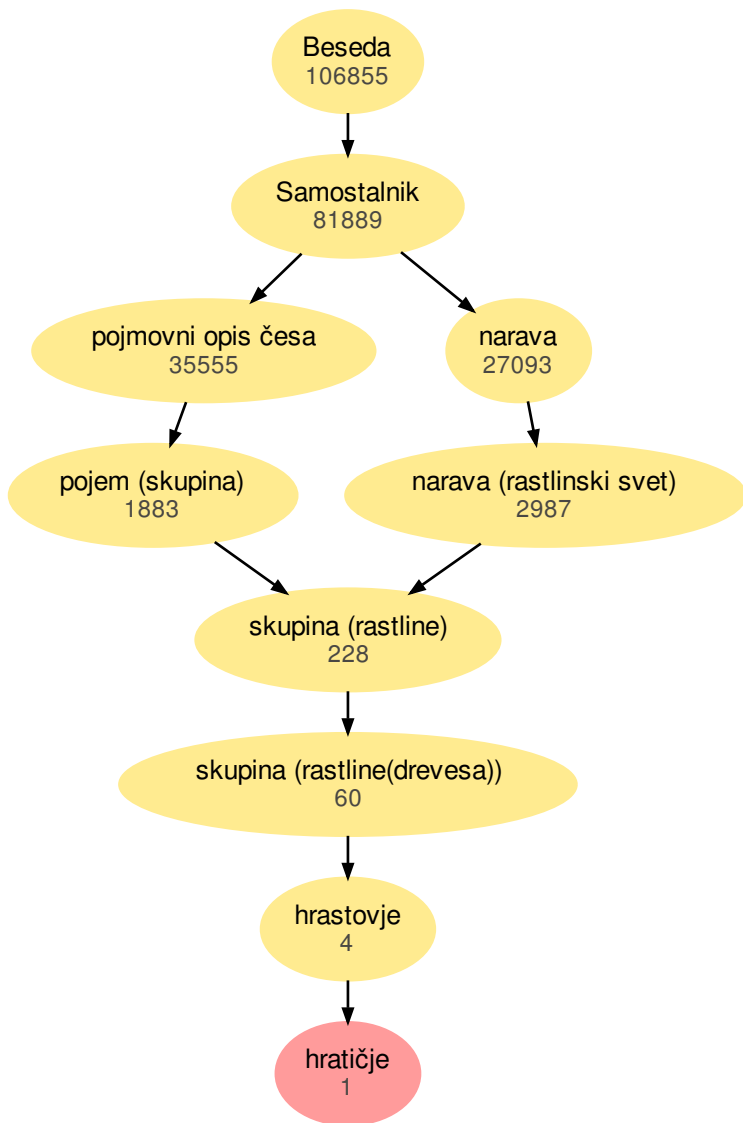 Beseda
106855
Samostalnik
81889
pojmovni opis česa
35555
narava
27093
pojem (skupina)
1883
narava (rastlinski svet)
2987
skupina (rastline)
228
skupina (rastline(drevesa))
60
hrastovje
4
hratičje
1